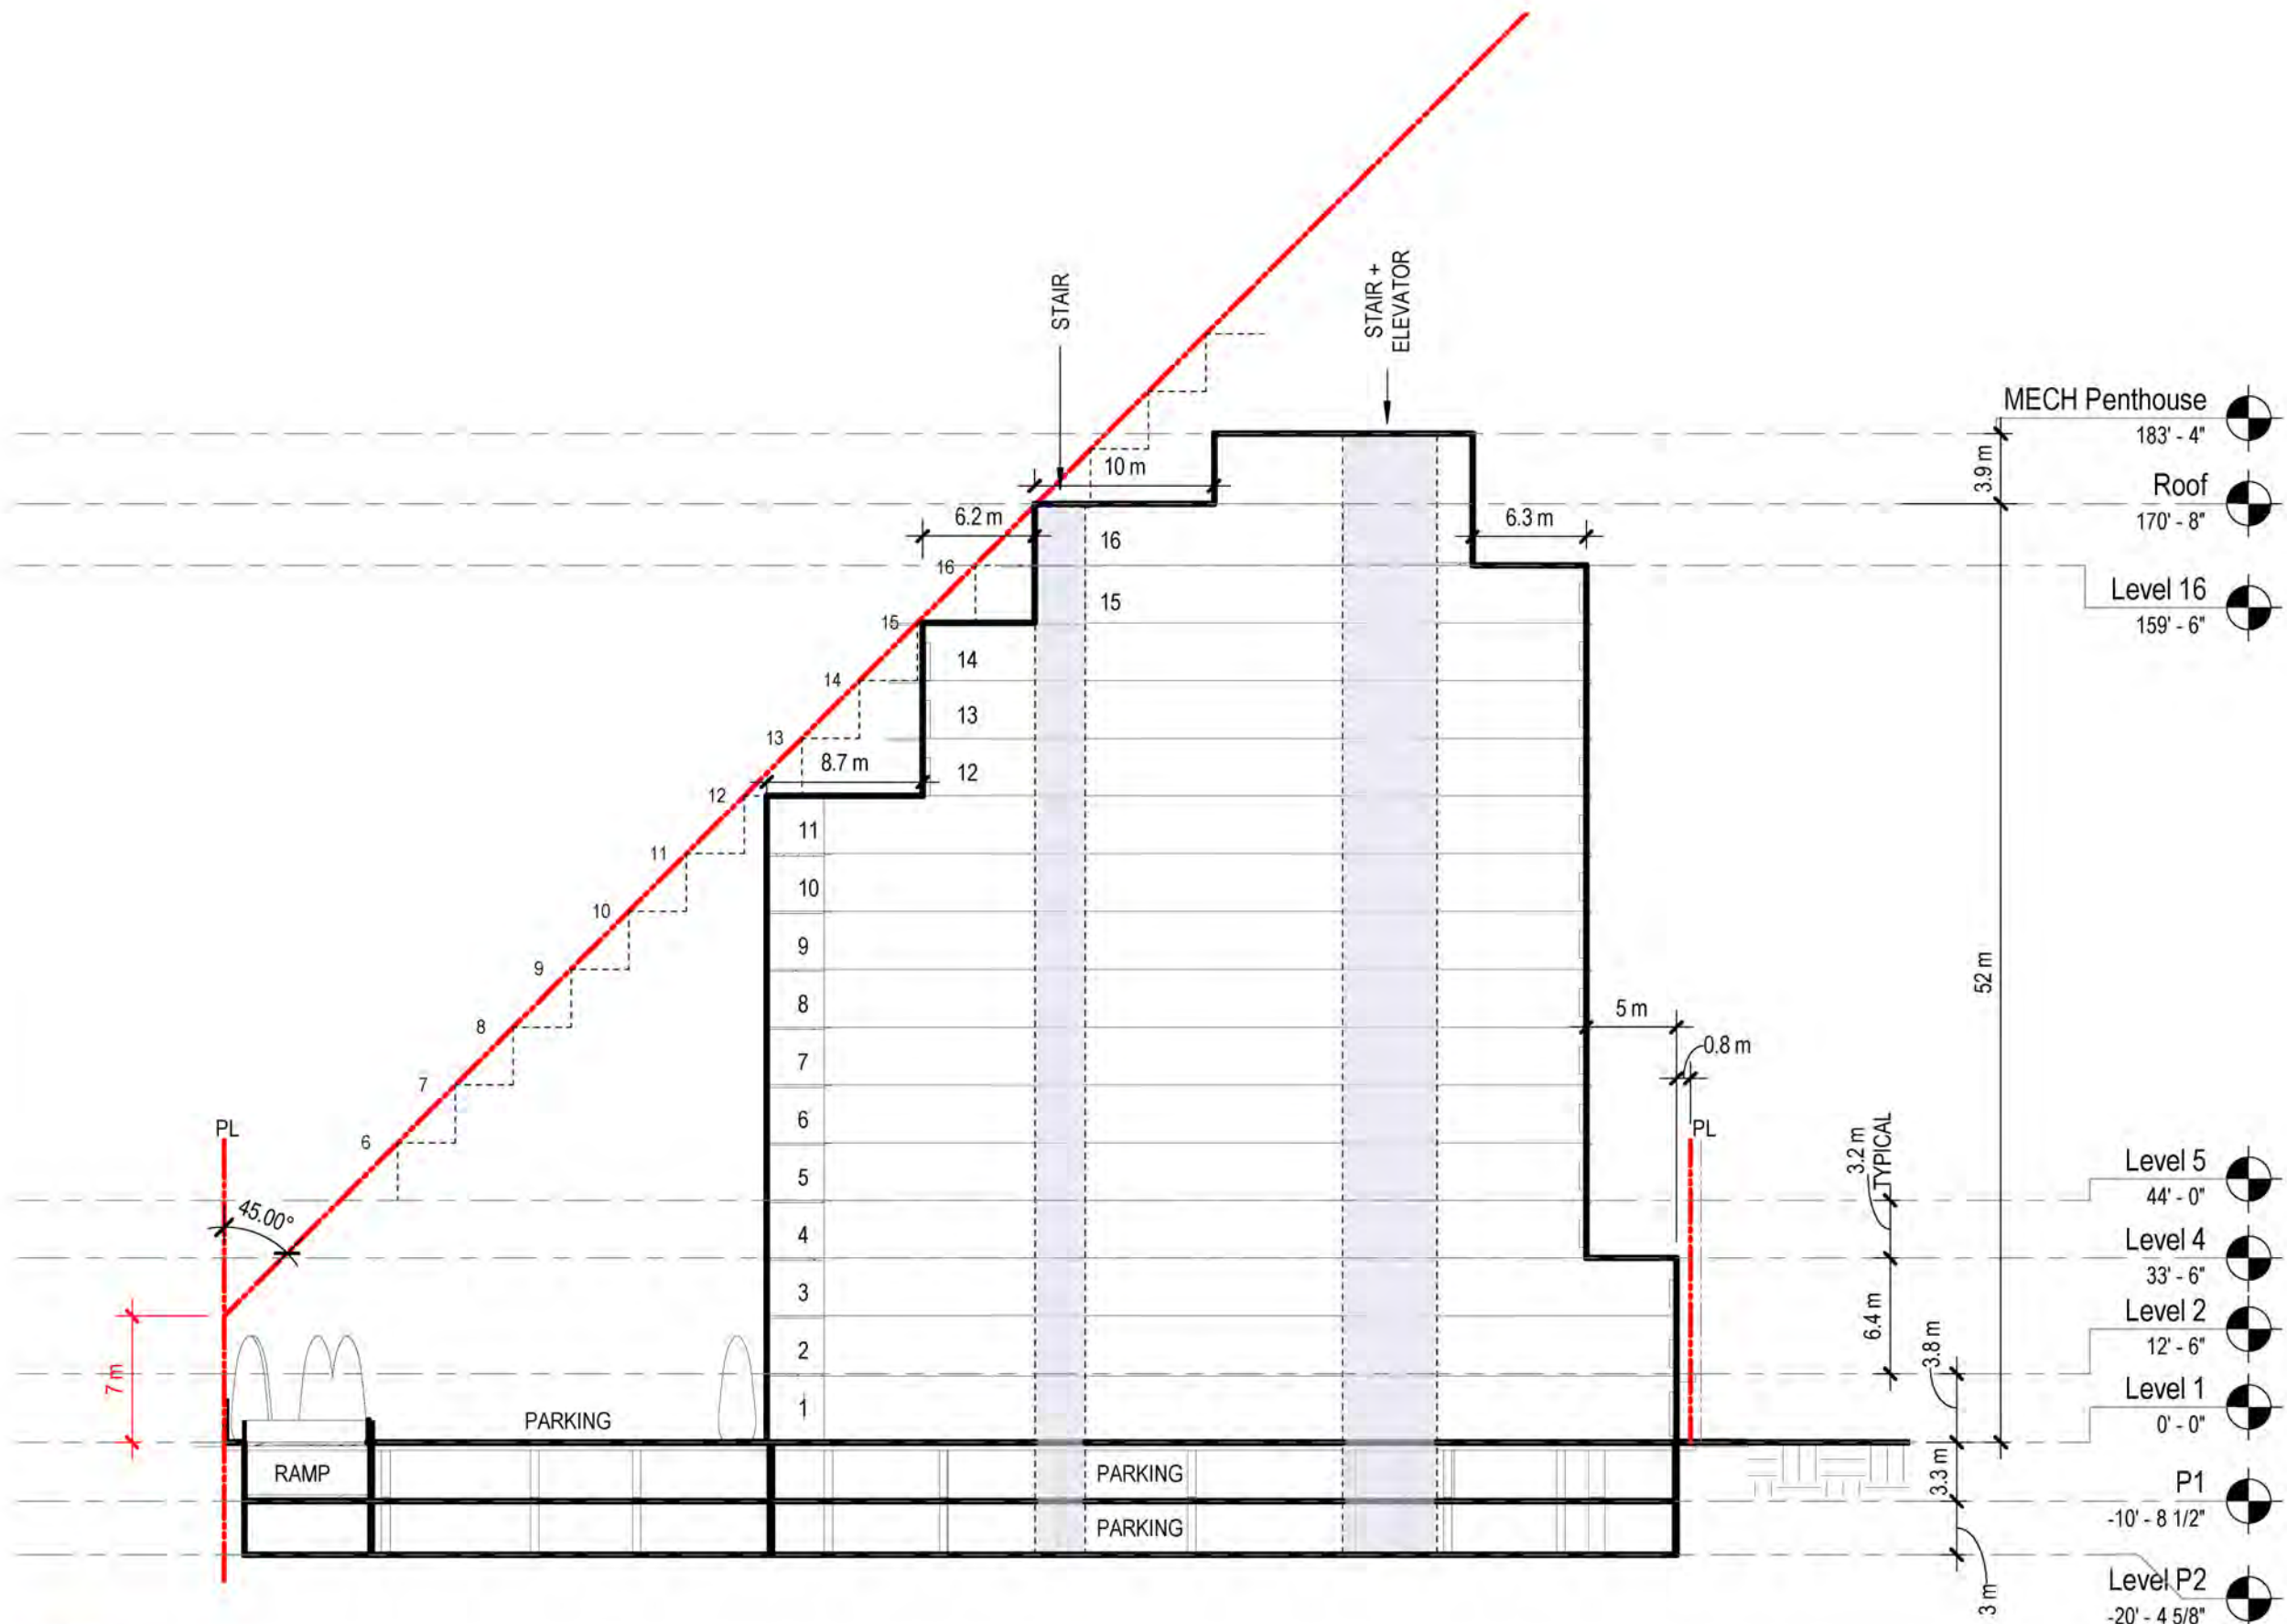 STAIR
STAIR +
ELEVATOR
MECH Penthouse
183' - 4"
3.9 m
10 m
Roof
170' - 8"
6.2 m
6.3 m
16
16
Level 16
159' - 6"
15
15
14
14
13
13
8.7 m
12
12
11
11
10
10
9
9
52 m
8
8
5 m
7
7
0.8 m
6
6
PL
PL
3.2 m
TYPICAL
Level 5
44' - 0"
5
45.00°
4
Level 4
33' - 6"
3
6.4 m
Level 2
12' - 6"
2
3.8 m
7 m
Level 1
0' - 0"
1
PARKING
RAMP
PARKING
3.3 m
P1
-10' - 8 1/2"
PARKING
3 m
Level P2
-20' - 4 5/8"